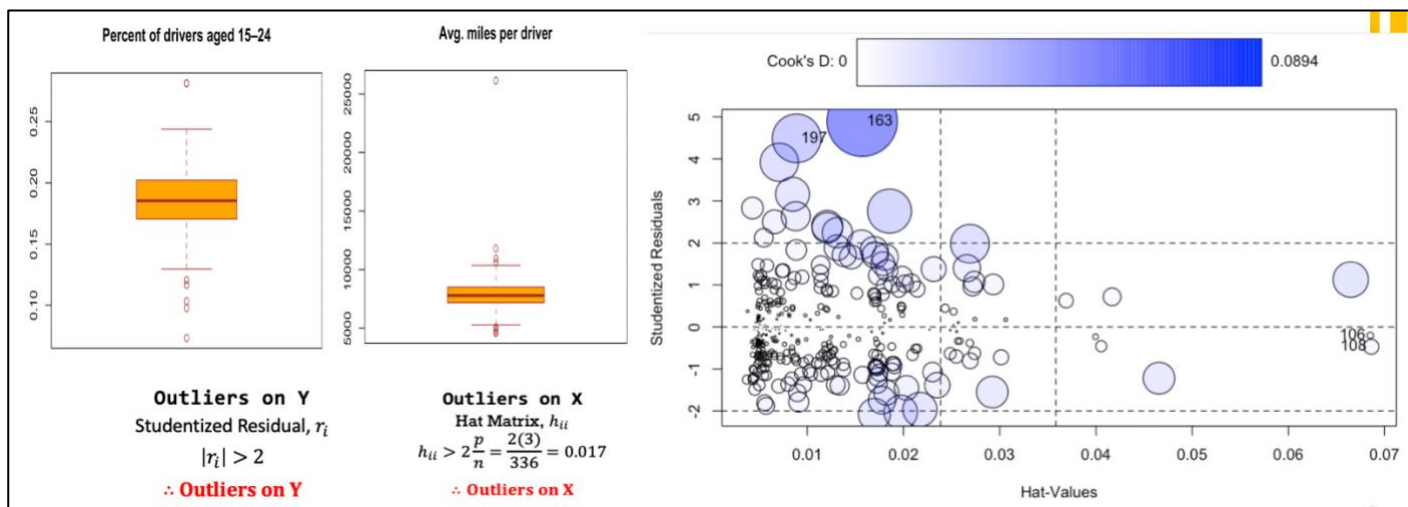 Percent of drivers aged 15–24
0.25
0.20
0.15
0.10
Outliers on Y
Studentized Residual, rᵢ
|rᵢ| > 2
∴ Outliers on Y
Avg. miles per driver
25000
20000
15000
10000
5000
Outliers on X
Hat Matrix, hᵢᵢ
hᵢᵢ > 2 p/n = 2(3)/336 = 0.017
∴ Outliers on X
Cook's D: 0
0.0894
Studentized Residuals
5
4
3
2
1
0
-1
-2
163
197
106
108
0.01 0.02 0.03 0.04 0.05 0.06 0.07
Hat-Values